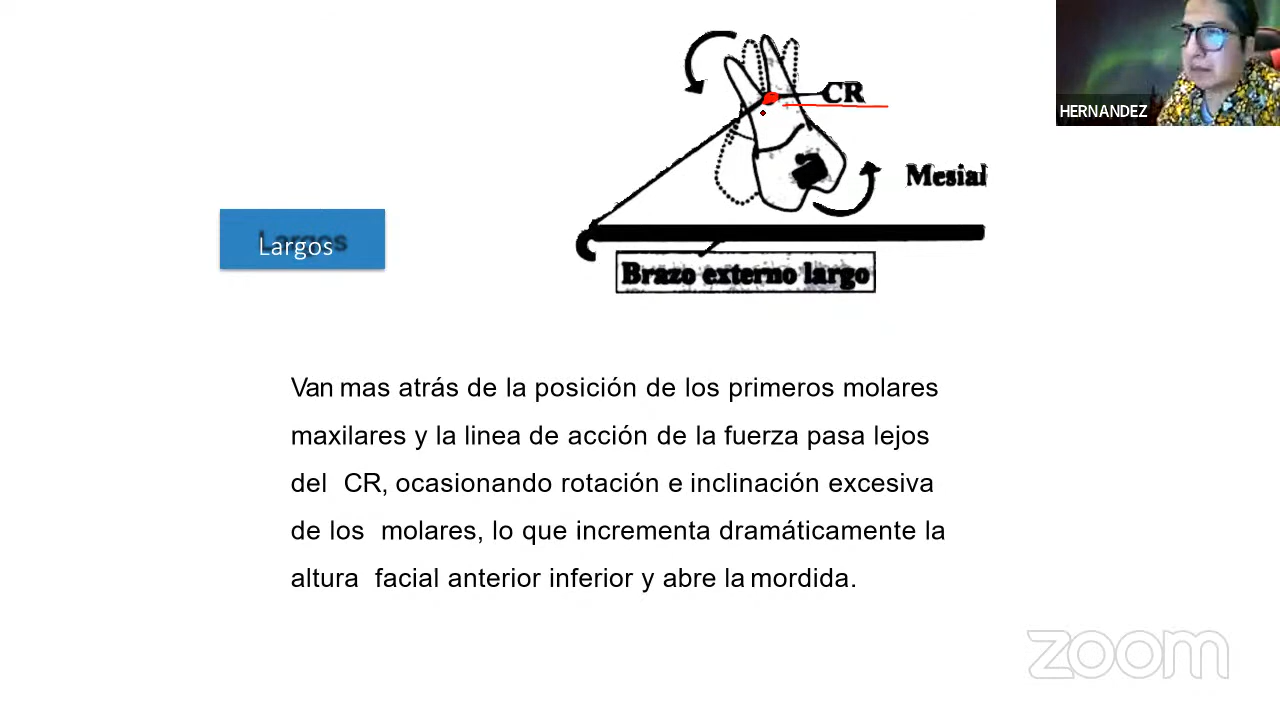 CR
HERNANDEZ
Mesial
Largos
Brazo externo largo
Van mas atrás de la posición de los primeros molares
maxilares y la linea de acción de la fuerza pasa lejos
del CR, ocasionando rotación e inclinación excesiva
de los molares, lo que incrementa dramáticamente la
altura facial anterior inferior y abre la mordida.
zoom